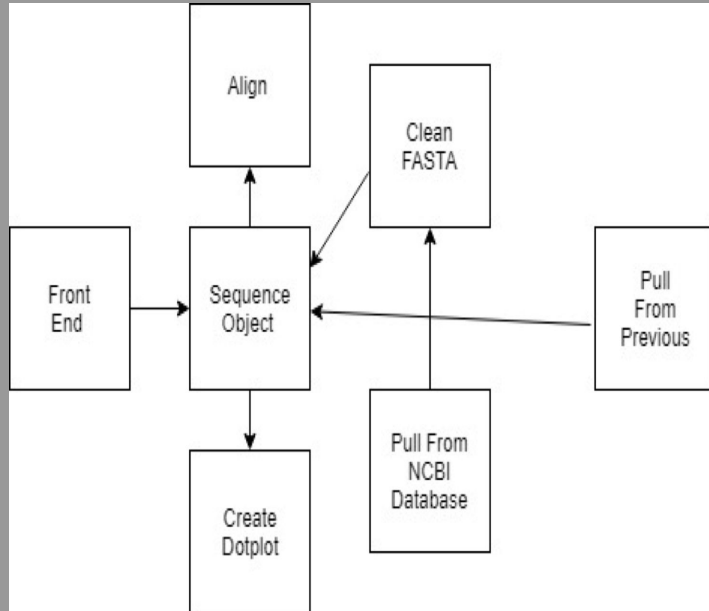 Align
Clean
FASTA
Front
End
Sequence
Object
Pull
From
Previous
Pull From
NCBI
Database
Create
Dotplot